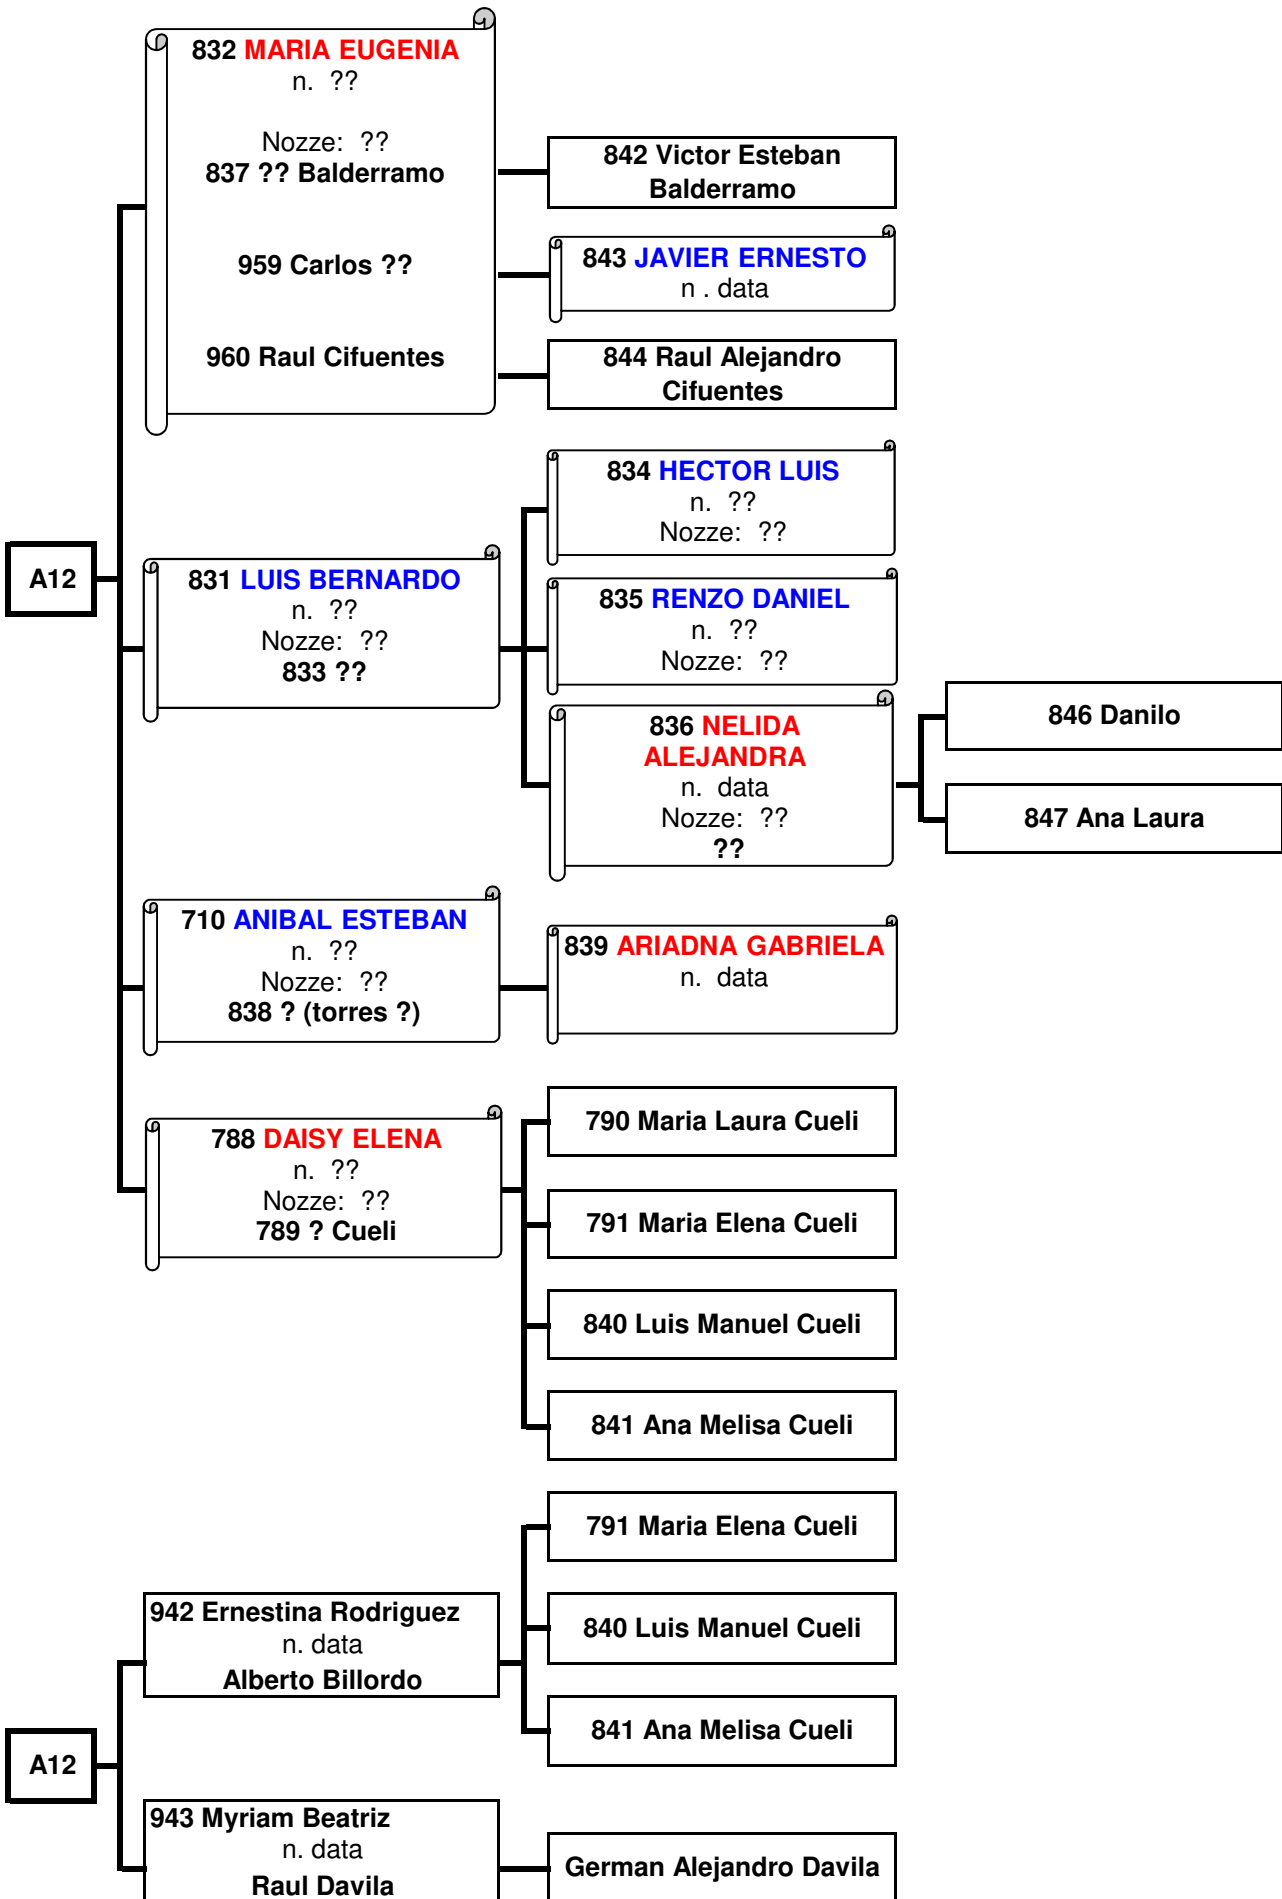 832 MARIA EUGENIA
n. ??
Nozze: ??
837 ?? Balderramo
959 Carlos ??
960 Raul Cifuentes
842 Victor Esteban
Balderramo
843 JAVIER ERNESTO
n . data
844 Raul Alejandro
Cifuentes
A12
831 LUIS BERNARDO
n. ??
Nozze: ??
833 ??
834 HECTOR LUIS
n. ??
Nozze: ??
835 RENZO DANIEL
n. ??
Nozze: ??
836 NELIDA
ALEJANDRA
n. data
Nozze: ??
??
846 Danilo
847 Ana Laura
710 ANIBAL ESTEBAN
n. ??
Nozze: ??
838 ? (torres ?)
839 ARIADNA GABRIELA
n. data
788 DAISY ELENA
n. ??
Nozze: ??
789 ? Cueli
790 Maria Laura Cueli
791 Maria Elena Cueli
840 Luis Manuel Cueli
841 Ana Melisa Cueli
A12
942 Ernestina Rodriguez
n. data
Alberto Billordo
791 Maria Elena Cueli
840 Luis Manuel Cueli
841 Ana Melisa Cueli
943 Myriam Beatriz
n. data
Raul Davila
German Alejandro Davila